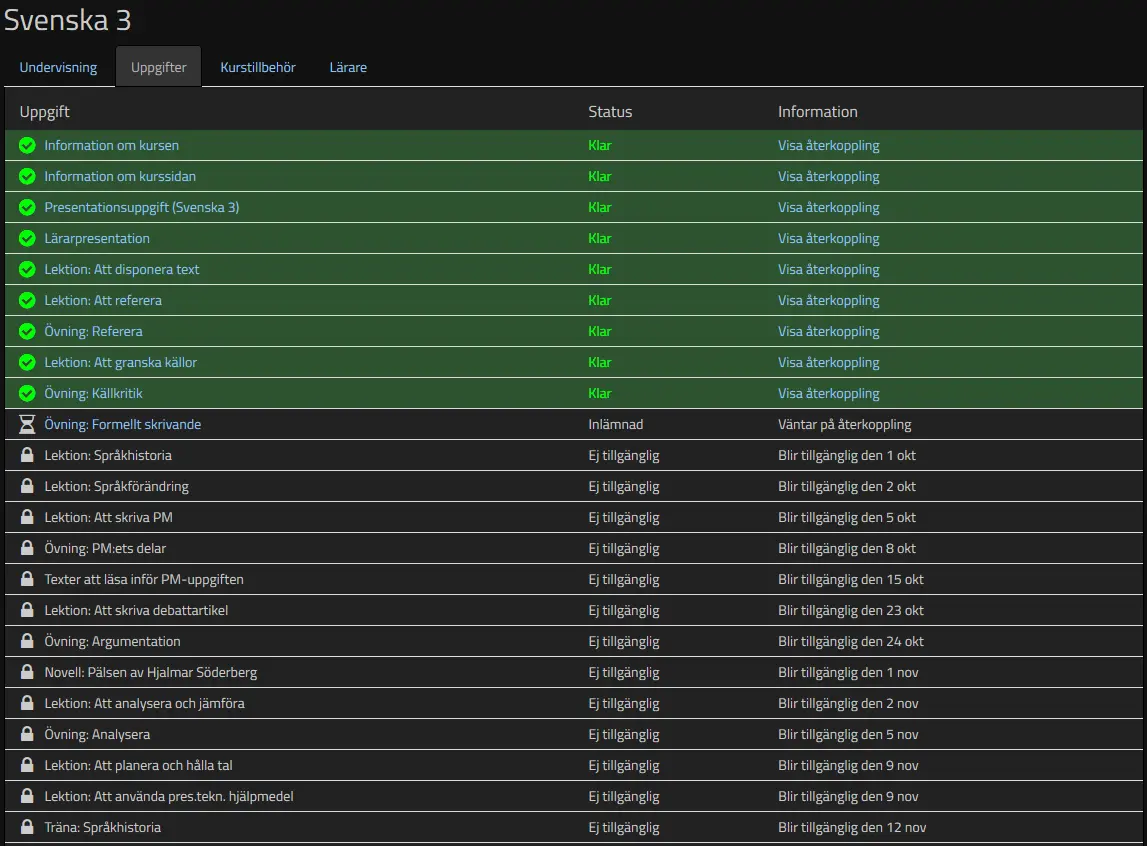 Svenska 3
Undervisning Uppgifter Kurstillbehör Lärare
Uppgift Status Information
Information om kursen Klar Visa återkoppling
Information om kurssidan Klar Visa återkoppling
Presentationsuppgift (Svenska 3) Klar Visa återkoppling
Lärarpresentation Klar Visa återkoppling
Lektion: Att disponera text Klar Visa återkoppling
Lektion: Att referera Klar Visa återkoppling
Övning: Referera Klar Visa återkoppling
Lektion: Att granska källor Klar Visa återkoppling
Övning: Källkritik Klar Visa återkoppling
Övning: Formellt skrivande Inlämnad Väntar på återkoppling
Lektion: Språkhistoria Ej tillgänglig Blir tillgänglig den 1 okt
Lektion: Språkförändring Ej tillgänglig Blir tillgänglig den 2 okt
Lektion: Att skriva PM Ej tillgänglig Blir tillgänglig den 5 okt
Övning: PM:ets delar Ej tillgänglig Blir tillgänglig den 8 okt
Texter att läsa inför PM-uppgiften Ej tillgänglig Blir tillgänglig den 15 okt
Lektion: Att skriva debattartikel Ej tillgänglig Blir tillgänglig den 23 okt
Övning: Argumentation Ej tillgänglig Blir tillgänglig den 24 okt
Novell: Pälsen av Hjalmar Söderberg Ej tillgänglig Blir tillgänglig den 1 nov
Lektion: Att analysera och jämföra Ej tillgänglig Blir tillgänglig den 2 nov
Övning: Analysera Ej tillgänglig Blir tillgänglig den 5 nov
Lektion: Att planera och hålla tal Ej tillgänglig Blir tillgänglig den 9 nov
Lektion: Att använda pres.tekn. hjälpmedel Ej tillgänglig Blir tillgänglig den 9 nov
Träna: Språkhistoria Ej tillgänglig Blir tillgänglig den 12 nov